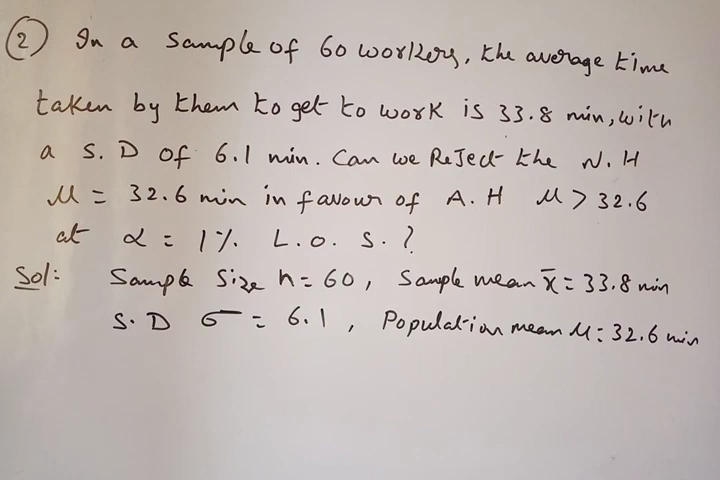 (2) In a sample of 60 workers, the average time
taken by them to get to work is 33.8 min, with
a S.D of 6.1 min. Can we Reject the N.H
μ = 32.6 min in favour of A.H μ > 32.6
at α = 1% L.O.S.?
Sol: Sample Size n = 60, Sample mean x̄ = 33.8 min
S.D σ = 6.1, Population mean μ = 32.6 min